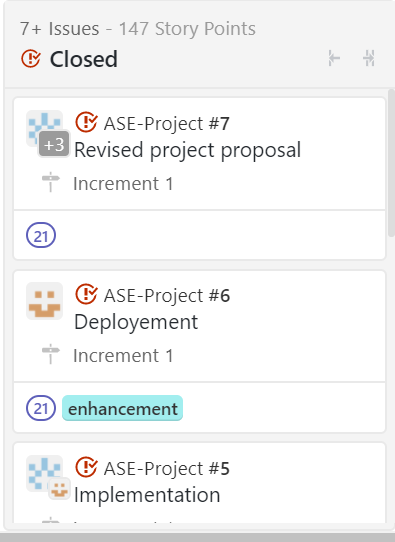 7+ Issues - 147 Story Points
Closed
ASE-Project #7
+3
Revised project proposal
Increment 1
21
ASE-Project #6
Deployement
Increment 1
21 enhancement
ASE-Project #5
Implementation